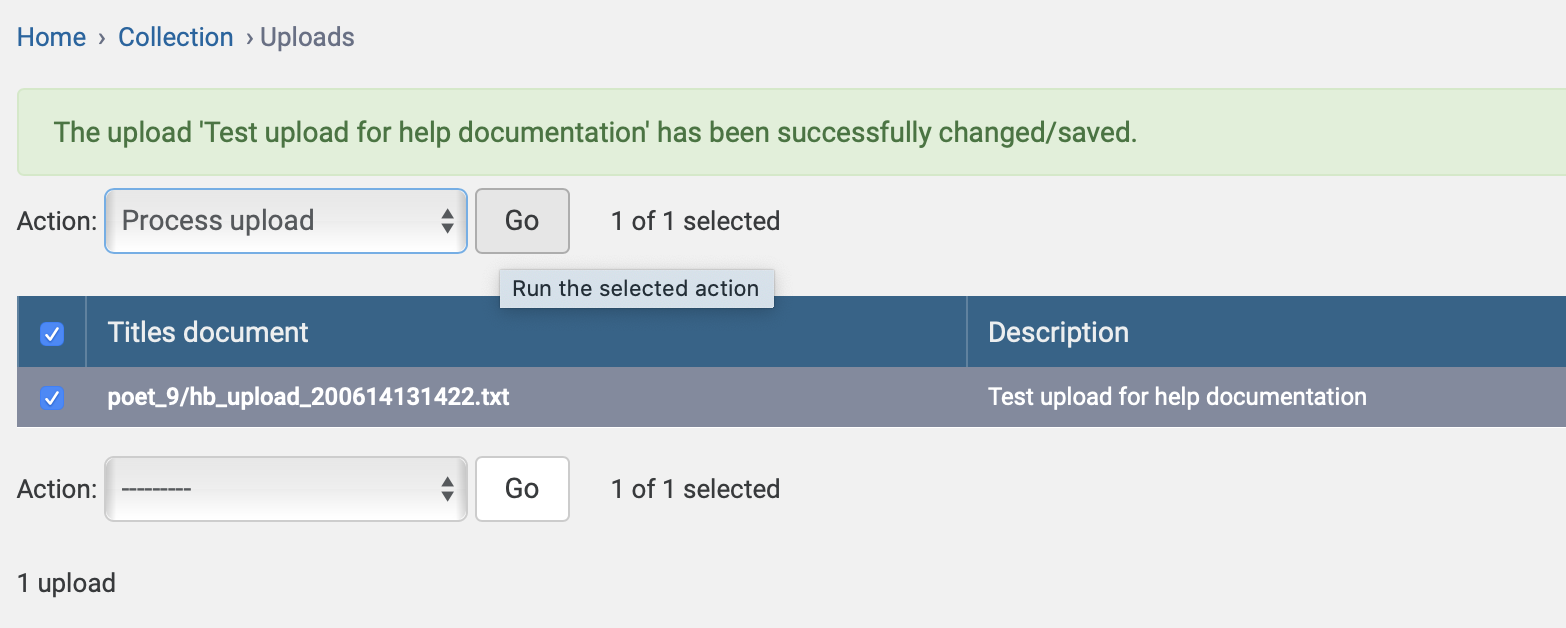 Home › Collection › Uploads
The upload 'Test upload for help documentation' has been successfully changed/saved.
Action: Process upload Go 1 of 1 selected
Run the selected action
Titles document Description
poet_9/hb_upload_200614131422.txt Test upload for help documentation
Action: --------- Go 1 of 1 selected
1 upload